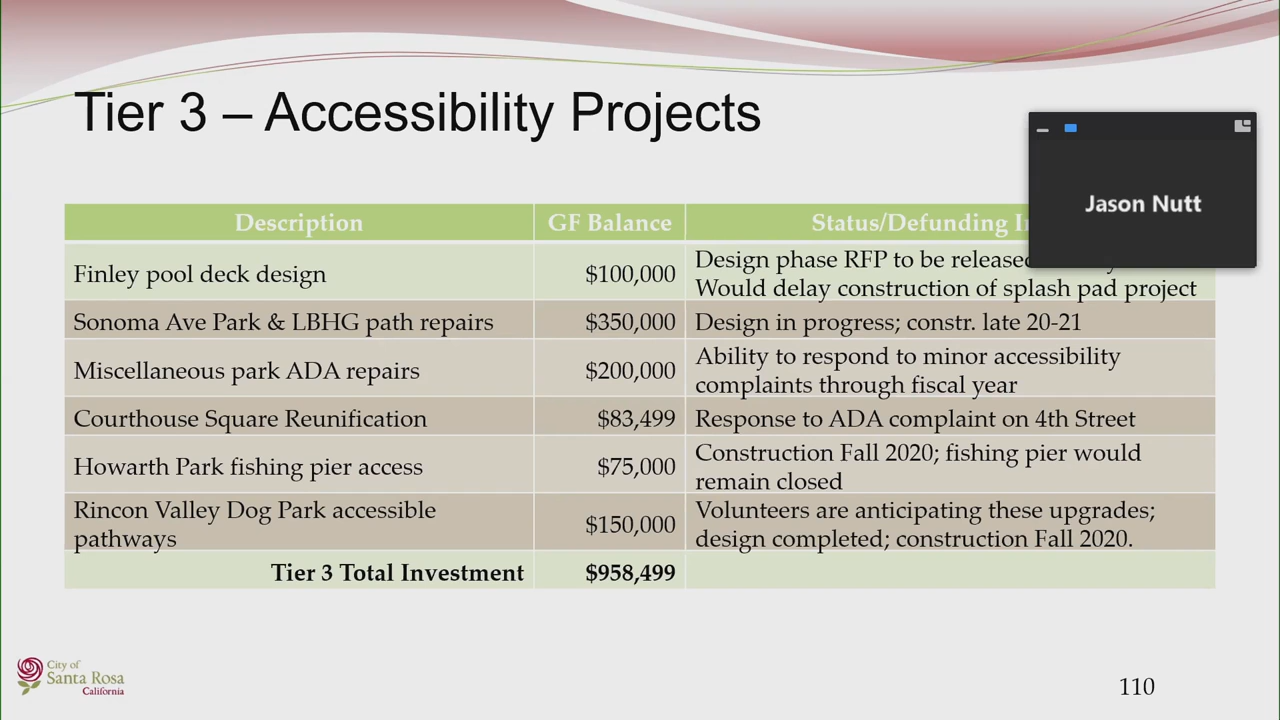 Tier 3 – Accessibility Projects
Jason Nutt
Description GF Balance Status/Defunding
Finley pool deck design $100,000 Design phase RFP to be released
Would delay construction of splash pad project
Sonoma Ave Park & LBHG path repairs $350,000 Design in progress; constr. late 20-21
Miscellaneous park ADA repairs $200,000 Ability to respond to minor accessibility
complaints through fiscal year
Courthouse Square Reunification $83,499 Response to ADA complaint on 4th Street
Howarth Park fishing pier access $75,000 Construction Fall 2020; fishing pier would
remain closed
Rincon Valley Dog Park accessible
pathways $150,000 Volunteers are anticipating these upgrades;
design completed; construction Fall 2020.
Tier 3 Total Investment $958,499
City of
Santa Rosa
California
110